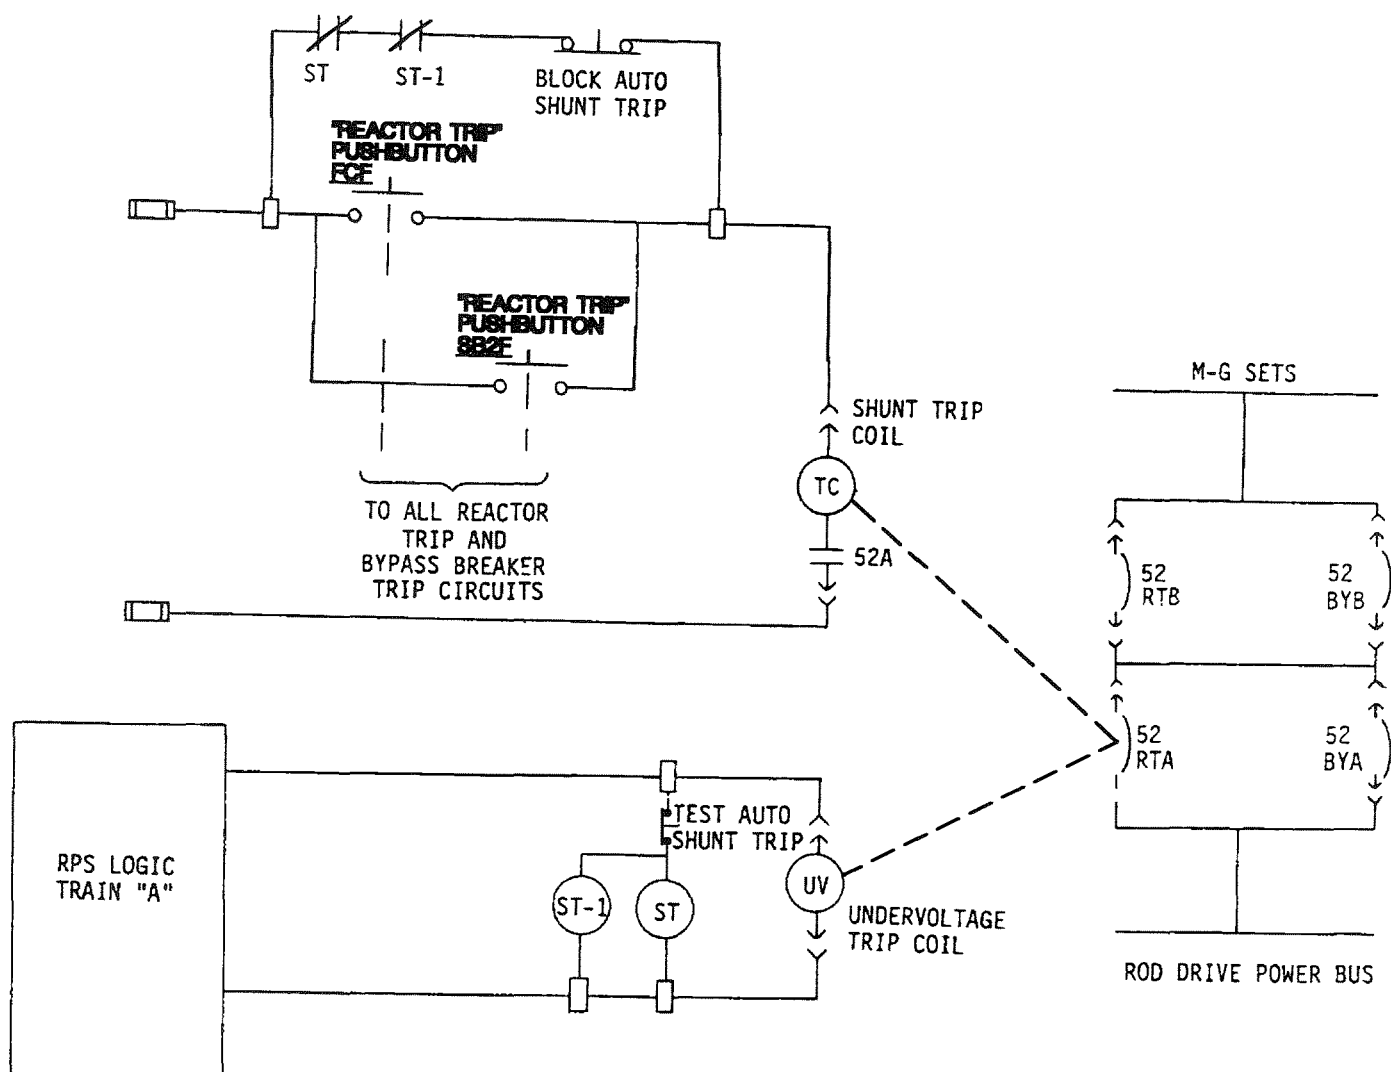 ST
ST-1
BLOCK AUTO
SHUNT TRIP
"REACTOR TRIP"
PUSHBUTTON
FCF
"REACTOR TRIP"
PUSHBUTTON
SB2F
TO ALL REACTOR
TRIP AND
BYPASS BREAKER
TRIP CIRCUITS
SHUNT TRIP
COIL
TC
52A
M-G SETS
52
RTB
52
BYB
52
RTA
52
BYA
ROD DRIVE POWER BUS
RPS LOGIC
TRAIN "A"
TEST AUTO
SHUNT TRIP
ST-1
ST
UV
UNDERVOLTAGE
TRIP COIL